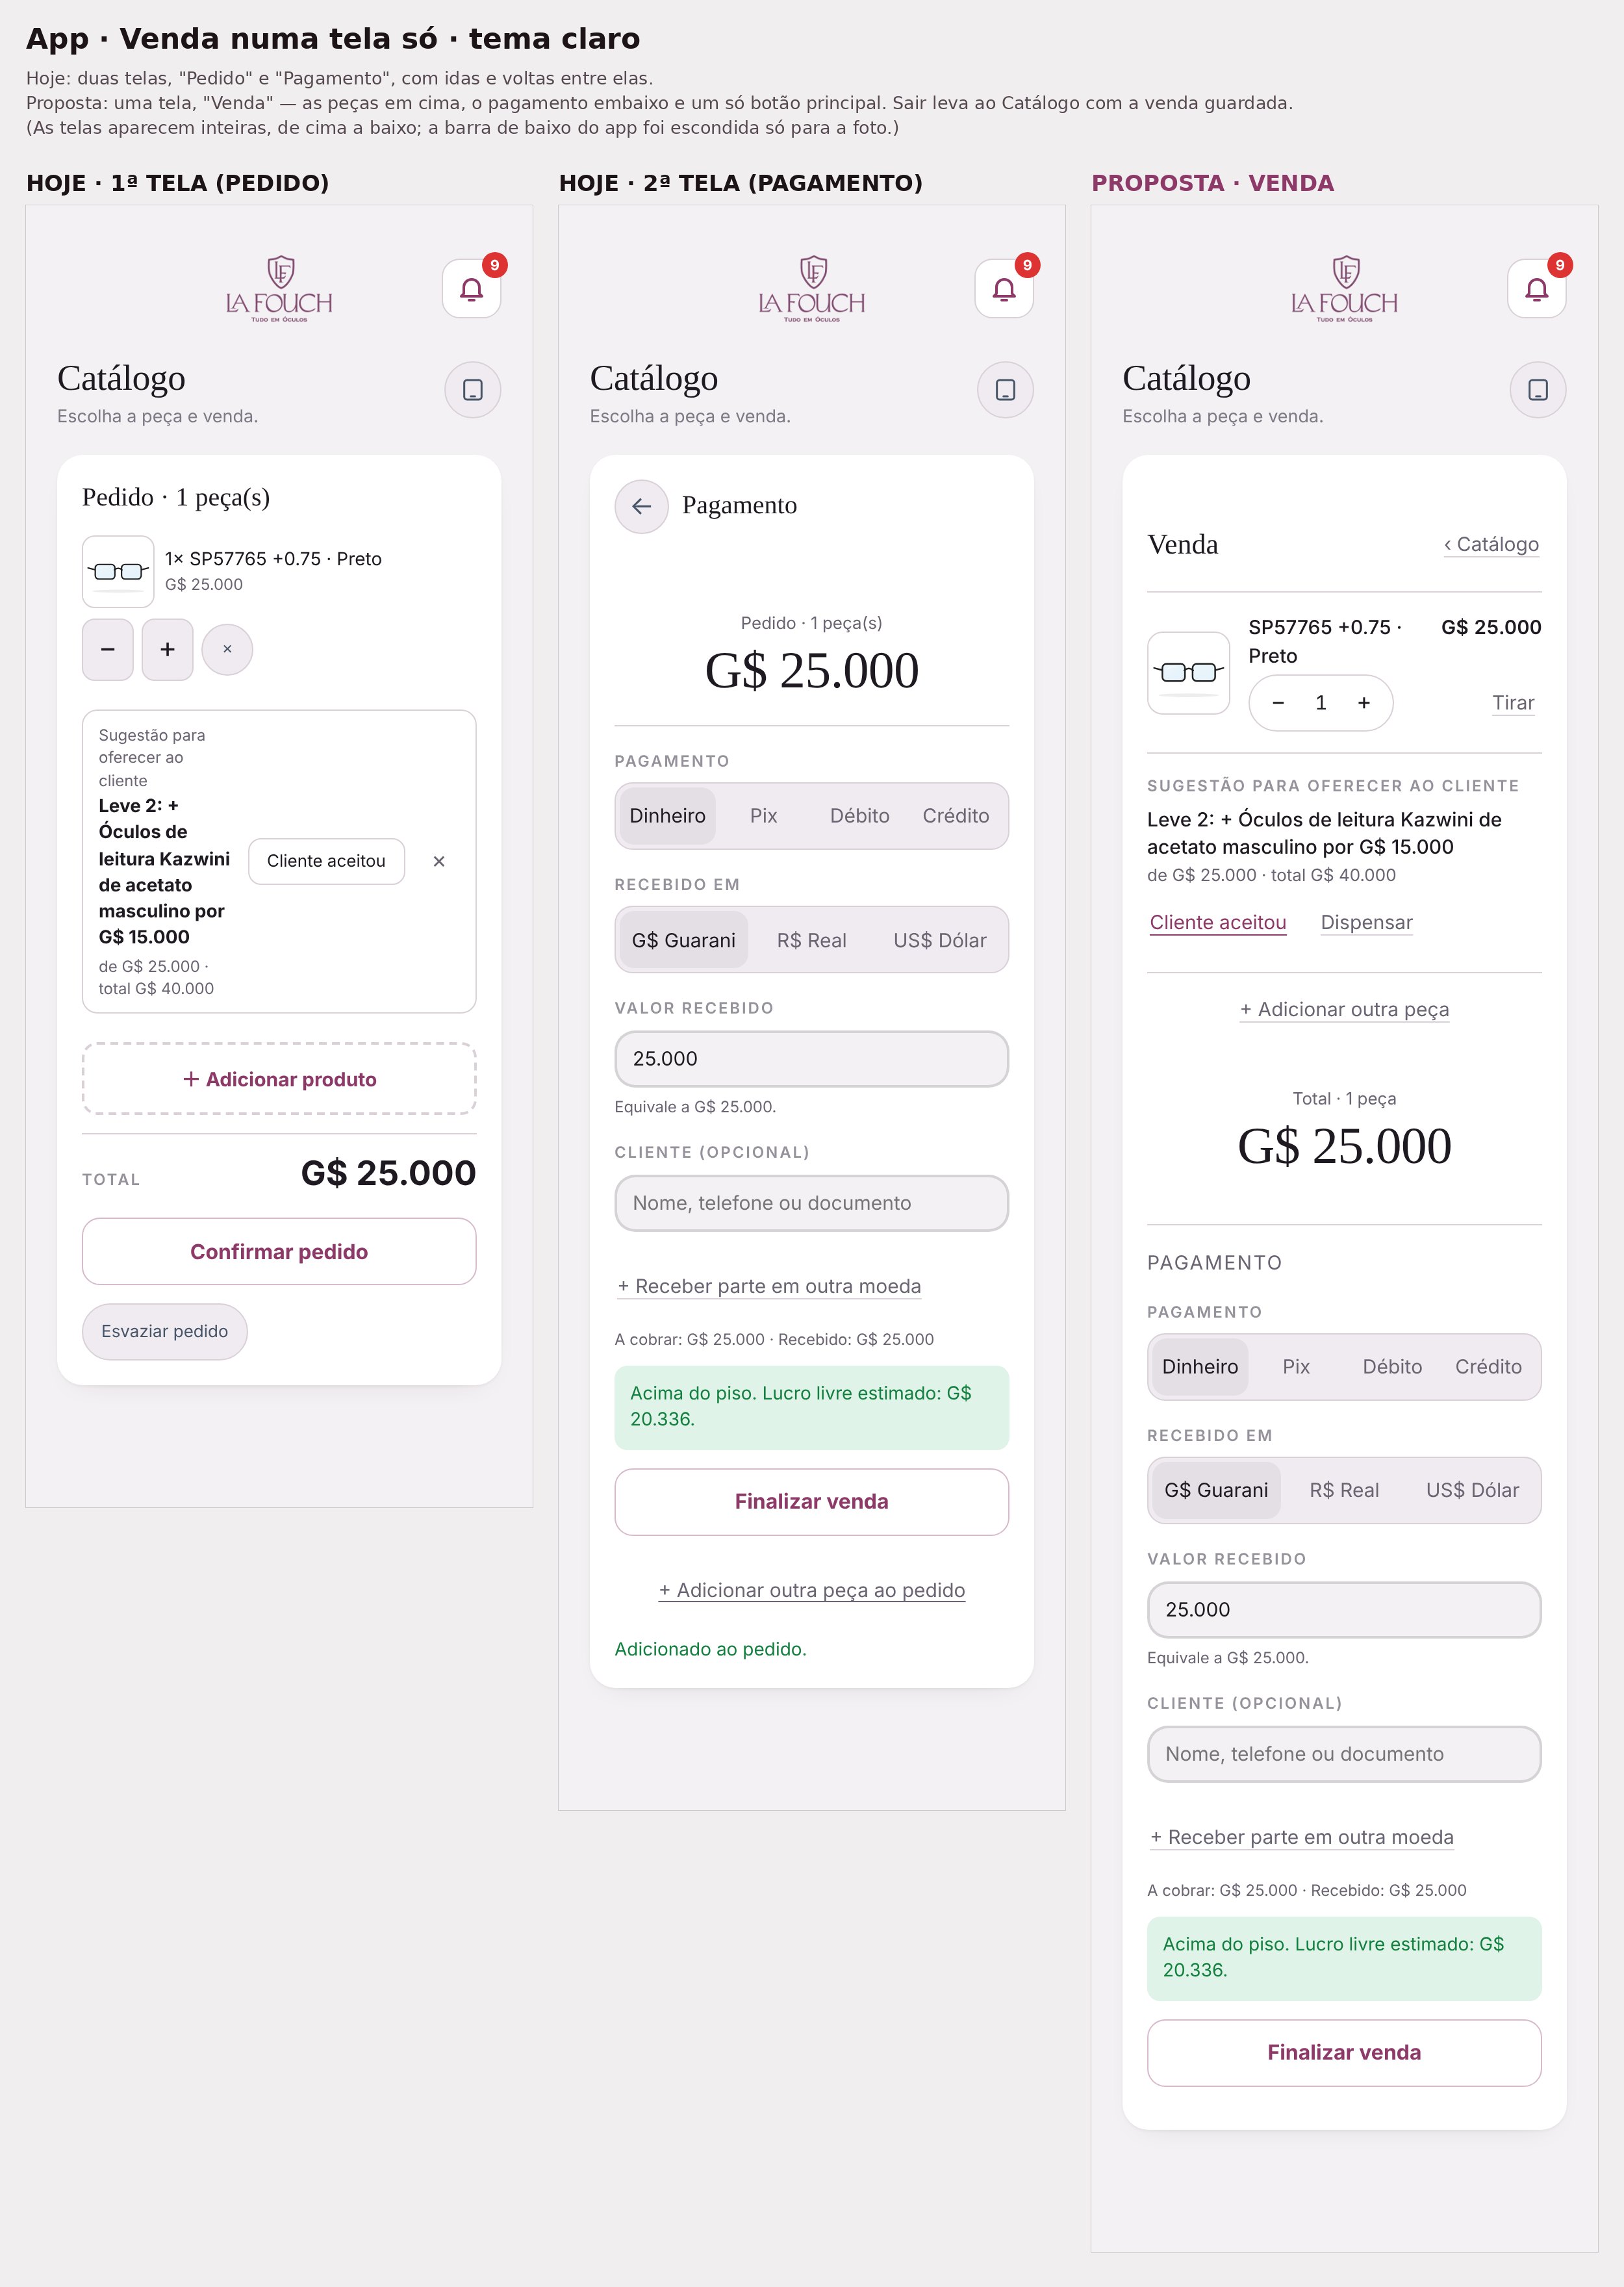 App · Venda numa tela só · tema claro
Hoje: duas telas, "Pedido" e "Pagamento", com idas e voltas entre elas.
Proposta: uma tela, "Venda" — as peças em cima, o pagamento embaixo e um só botão principal. Sair leva ao Catálogo com a venda guardada.
(As telas aparecem inteiras, de cima a baixo; a barra de baixo do app foi escondida só para a foto.)
HOJE · 1ª TELA (PEDIDO)
LF
LA FOUCH
TUDO EM ÓCULOS
9
Catálogo
Escolha a peça e venda.
Pedido · 1 peça(s)
1× SP57765 +0.75 · Preto
G$ 25.000
− + ×
Sugestão para
oferecer ao
cliente
Leve 2: +
Óculos de
leitura Kazwini
de acetato
masculino por
G$ 15.000
de G$ 25.000 ·
total G$ 40.000
Cliente aceitou ×
+ Adicionar produto
TOTAL G$ 25.000
Confirmar pedido
Esvaziar pedido
HOJE · 2ª TELA (PAGAMENTO)
LF
LA FOUCH
TUDO EM ÓCULOS
9
Catálogo
Escolha a peça e venda.
← Pagamento
Pedido · 1 peça(s)
G$ 25.000
PAGAMENTO
Dinheiro Pix Débito Crédito
RECEBIDO EM
G$ Guarani R$ Real US$ Dólar
VALOR RECEBIDO
25.000
Equivale a G$ 25.000.
CLIENTE (OPCIONAL)
Nome, telefone ou documento
+ Receber parte em outra moeda
A cobrar: G$ 25.000 · Recebido: G$ 25.000
Acima do piso. Lucro livre estimado: G$
20.336.
Finalizar venda
+ Adicionar outra peça ao pedido
Adicionado ao pedido.
PROPOSTA · VENDA
LF
LA FOUCH
TUDO EM ÓCULOS
9
Catálogo
Escolha a peça e venda.
Venda ‹ Catálogo
SP57765 +0.75 · G$ 25.000
Preto
− 1 + Tirar
SUGESTÃO PARA OFERECER AO CLIENTE
Leve 2: + Óculos de leitura Kazwini de
acetato masculino por G$ 15.000
de G$ 25.000 · total G$ 40.000
Cliente aceitou Dispensar
+ Adicionar outra peça
Total · 1 peça
G$ 25.000
PAGAMENTO
PAGAMENTO
Dinheiro Pix Débito Crédito
RECEBIDO EM
G$ Guarani R$ Real US$ Dólar
VALOR RECEBIDO
25.000
Equivale a G$ 25.000.
CLIENTE (OPCIONAL)
Nome, telefone ou documento
+ Receber parte em outra moeda
A cobrar: G$ 25.000 · Recebido: G$ 25.000
Acima do piso. Lucro livre estimado: G$
20.336.
Finalizar venda